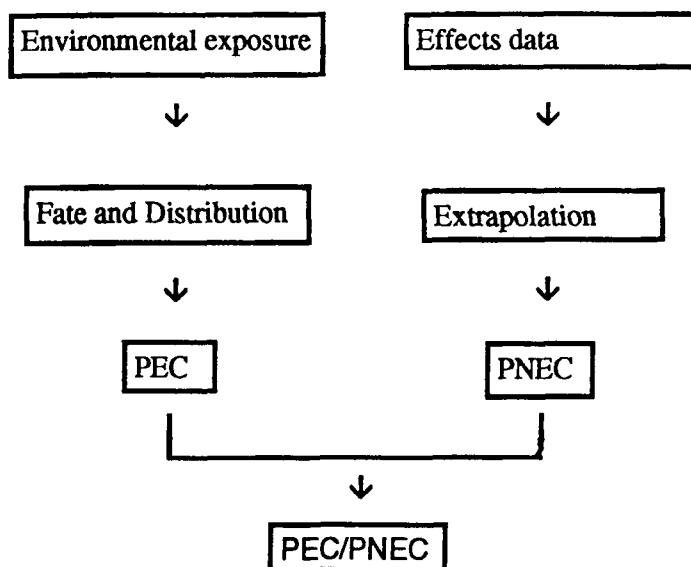 Environmental exposure
Effects data
Fate and Distribution
Extrapolation
PEC
PNEC
PEC/PNEC